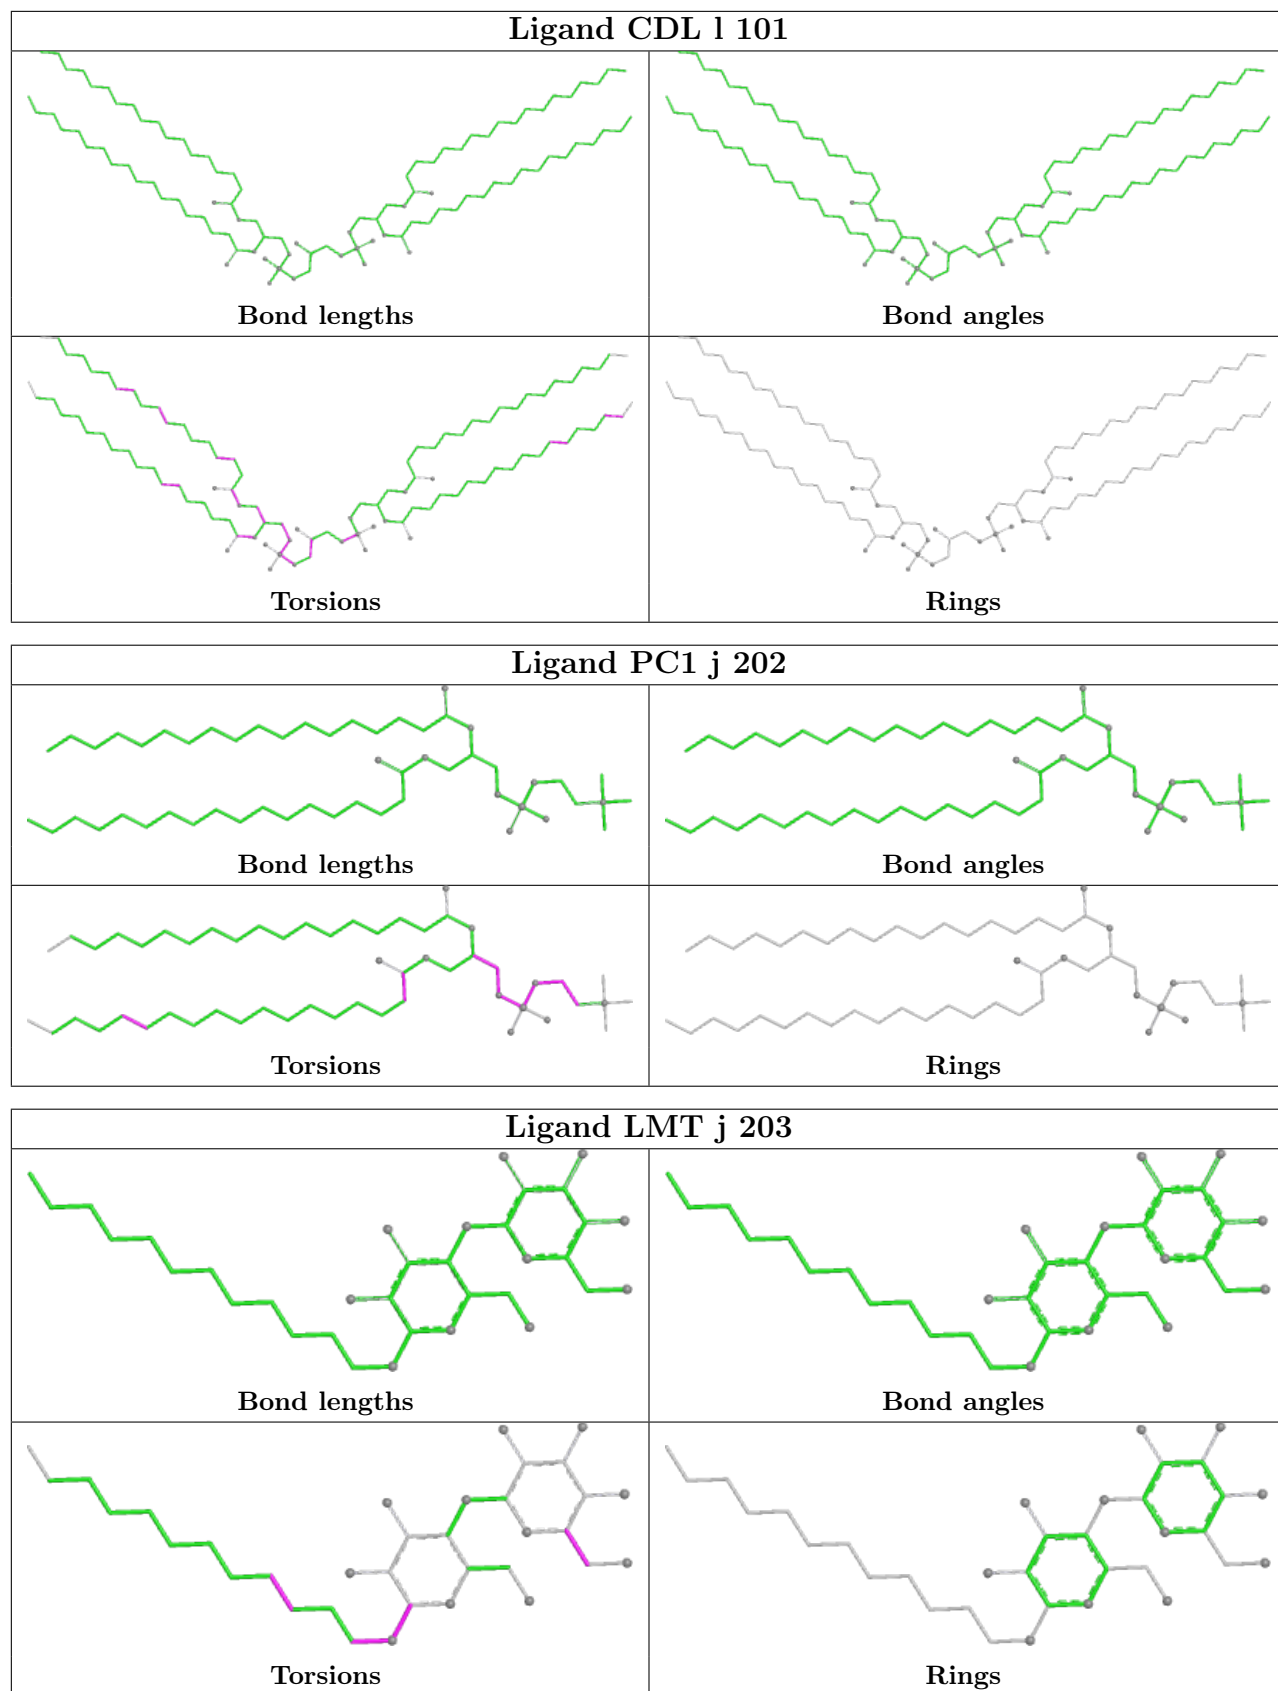 Ligand CDL l 101
Bond lengths
Bond angles
Torsions
Rings
Ligand PC1 j 202
Bond lengths
Bond angles
Torsions
Rings
Ligand LMT j 203
Bond lengths
Bond angles
Torsions
Rings